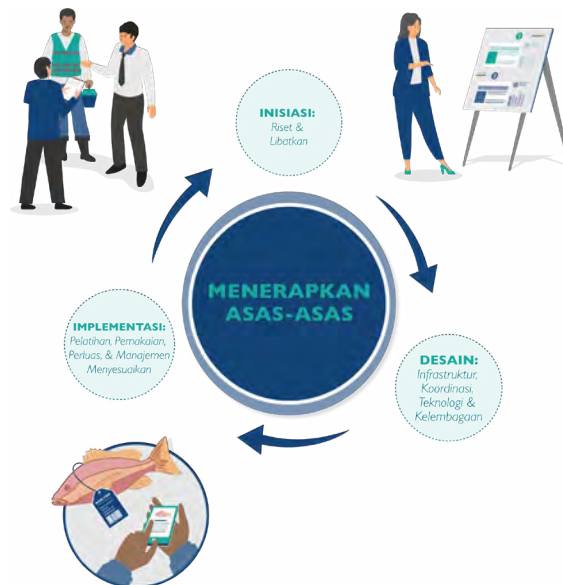 INISIASI:
Riset &
Libatkan
MENERAPKAN
ASAS-ASAS
DESAIN:
Infrastruktur,
Koordinasi,
Teknologi &
Kelembagaan
IMPLEMENTASI:
Pelatihan, Pemakaian,
Perluas, & Manajemen
Menyesuaikan